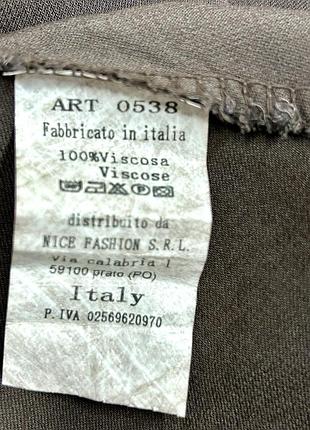 ART 0538
Fabbricato in italia
100%Viscosa
Viscose
distribuito da
NICE FASHION S.R.L.
via calabria 1
59100 prato (PO)
Italy
P. IVA 02569620970